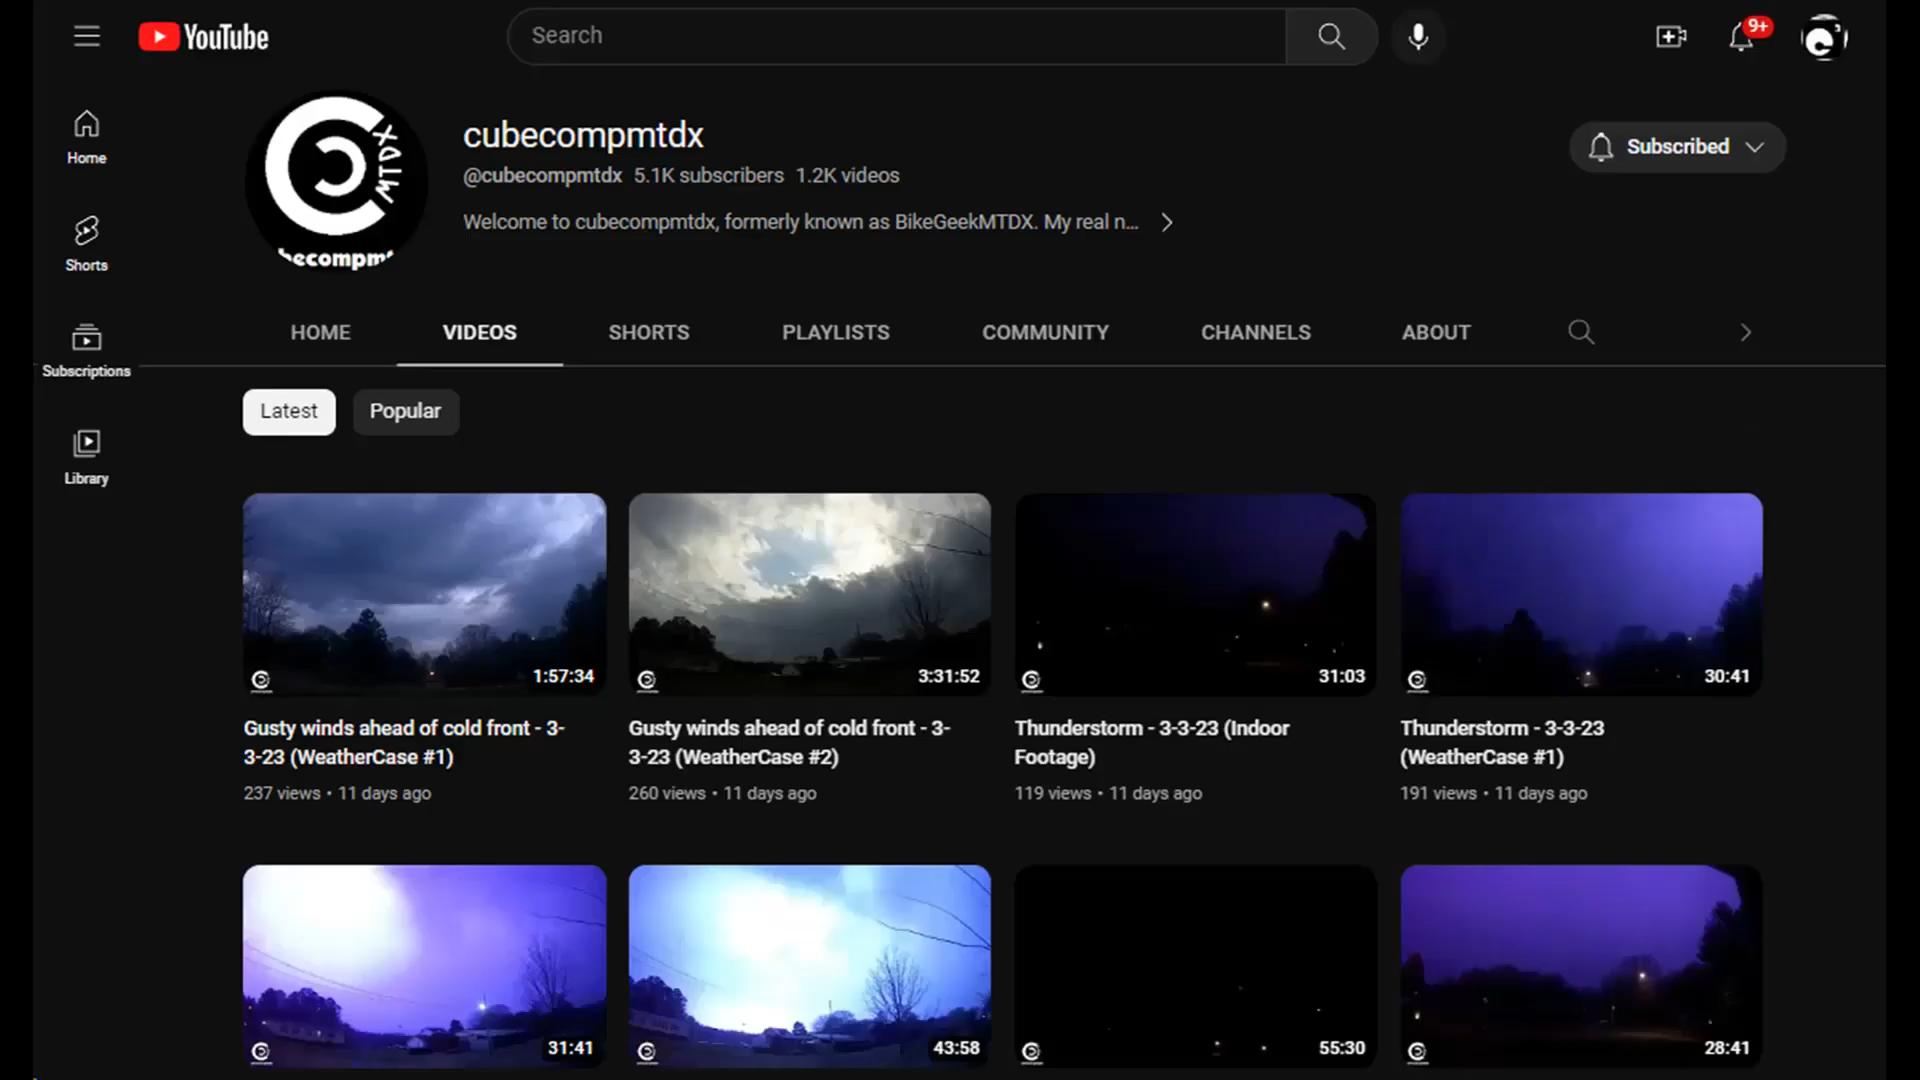 YouTube
Search
9+
Home
Shorts
Subscriptions
Library
MTDX
becompm
cubecompmtdx
@cubecompmtdx 5.1K subscribers 1.2K videos
Welcome to cubecompmtdx, formerly known as BikeGeekMTDX. My real n...
Subscribed
HOME VIDEOS SHORTS PLAYLISTS COMMUNITY CHANNELS ABOUT
Latest Popular
1:57:34 3:31:52 31:03 30:41
Gusty winds ahead of cold front - 3-
3-23 (WeatherCase #1)
237 views • 11 days ago
Gusty winds ahead of cold front - 3-
3-23 (WeatherCase #2)
260 views • 11 days ago
Thunderstorm - 3-3-23 (Indoor
Footage)
119 views • 11 days ago
Thunderstorm - 3-3-23
(WeatherCase #1)
191 views • 11 days ago
31:41 43:58 55:30 28:41